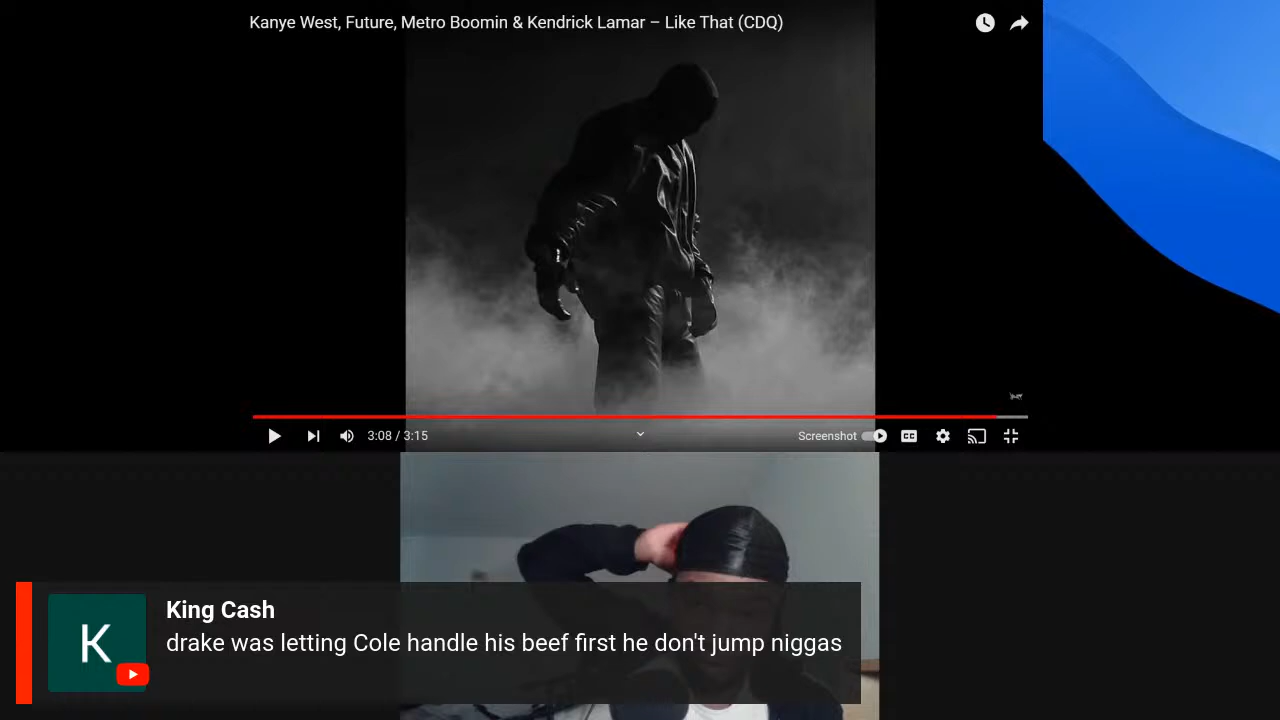 Kanye West, Future, Metro Boomin & Kendrick Lamar – Like That (CDQ)
3:08 / 3:15
Screenshot
CC
K
King Cash
drake was letting Cole handle his beef first he don't jump niggas